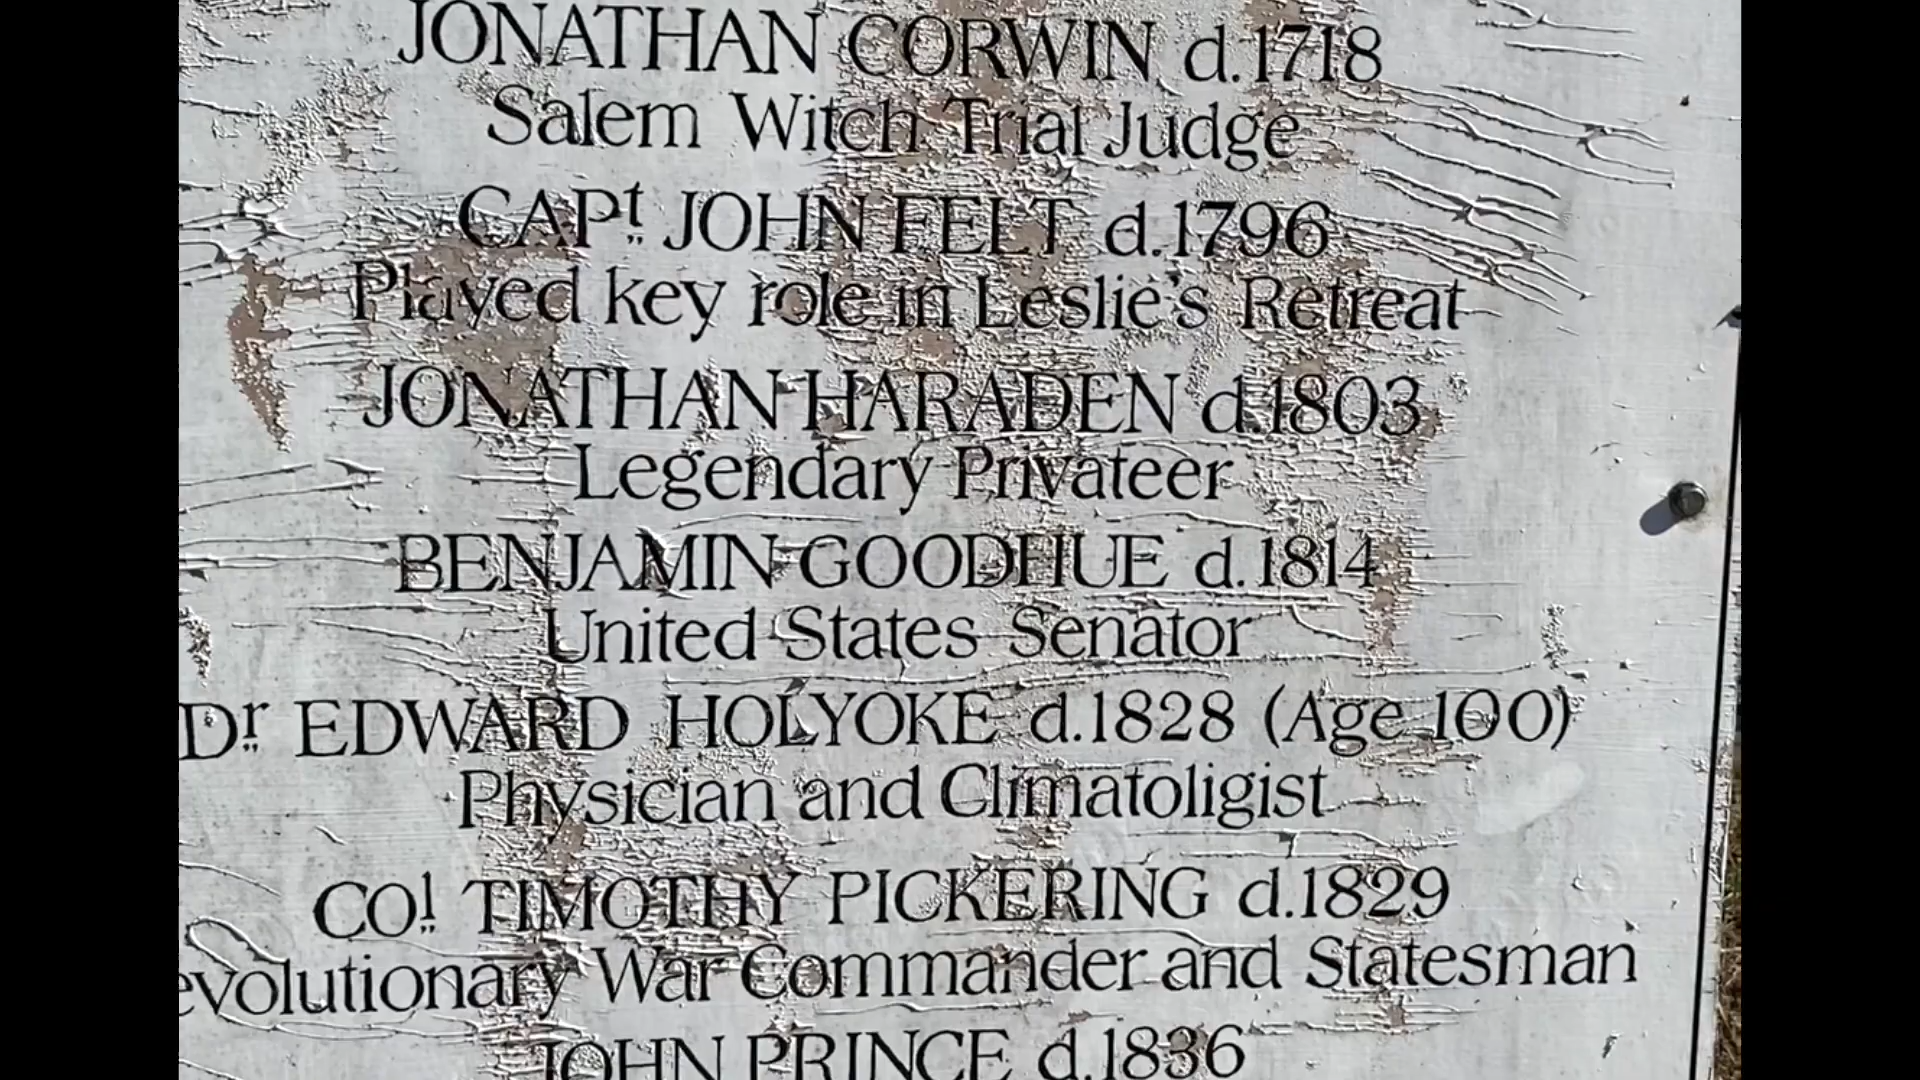 JONATHAN CORWIN d.1718
Salem Witch Trial Judge
CAPt. JOHN FELT d.1796
Played key role in Leslie's Retreat
JONATHAN HARADEN d.1803
Legendary Privateer
BENJAMIN GOODHUE d.1814
United States Senator
Dr. EDWARD HOLYOKE d.1828 (Age 100)
Physician and Climatoligist
COl. TIMOTHY PICKERING d.1829
evolutionary War Commander and Statesman
JOHN PRINCE d.1836